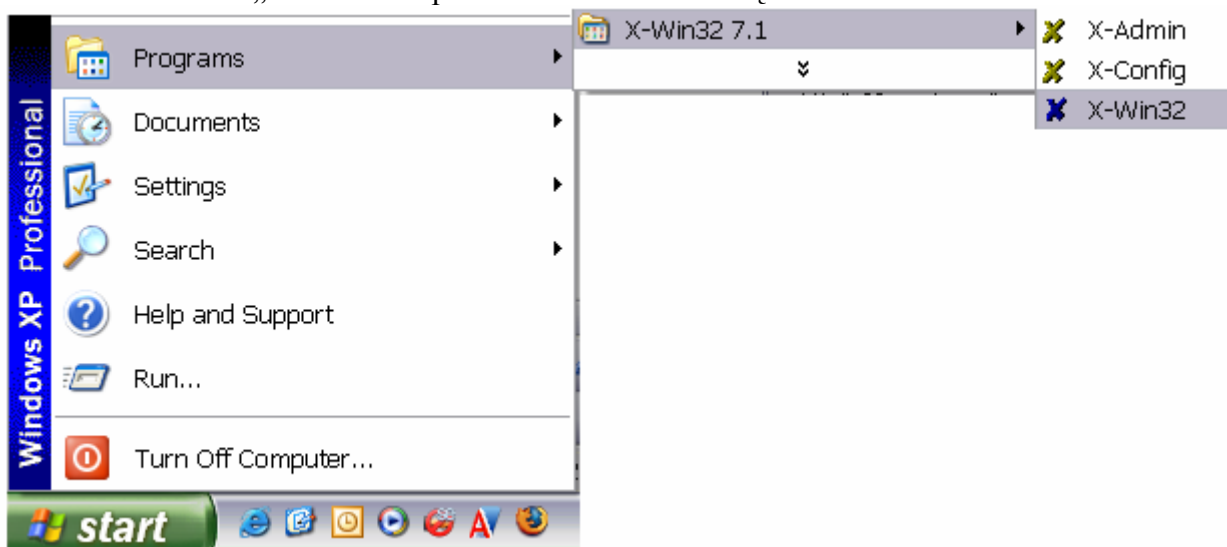 Programs
Documents
Settings
Search
Help and Support
Run...
Turn Off Computer...
Windows XP Professional
start
X-Win32 7.1
X-Admin
X-Config
X-Win32